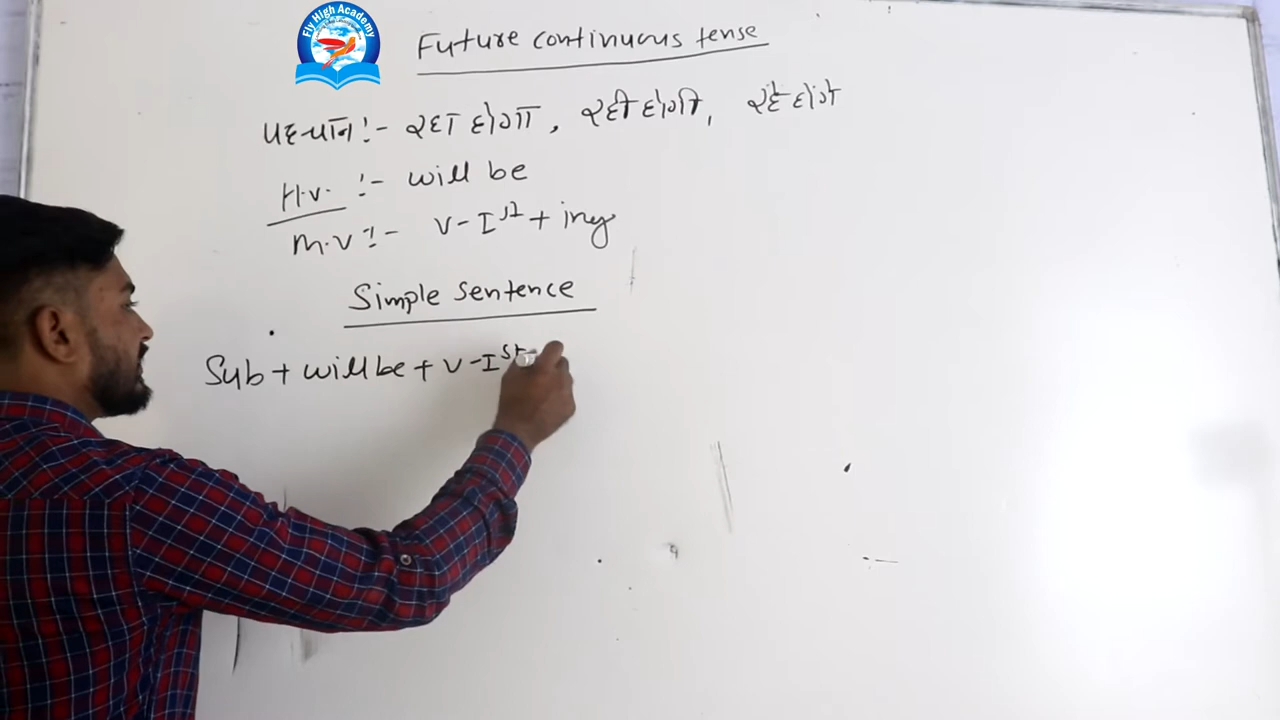 Fly High Academy
Future continuous tense
पहचान :- रहा होगा, रही होगी, रहे होंगे
H.v. :- will be
m.v :- V-Ist + ing
Simple sentence
Sub + will be + V-Ist